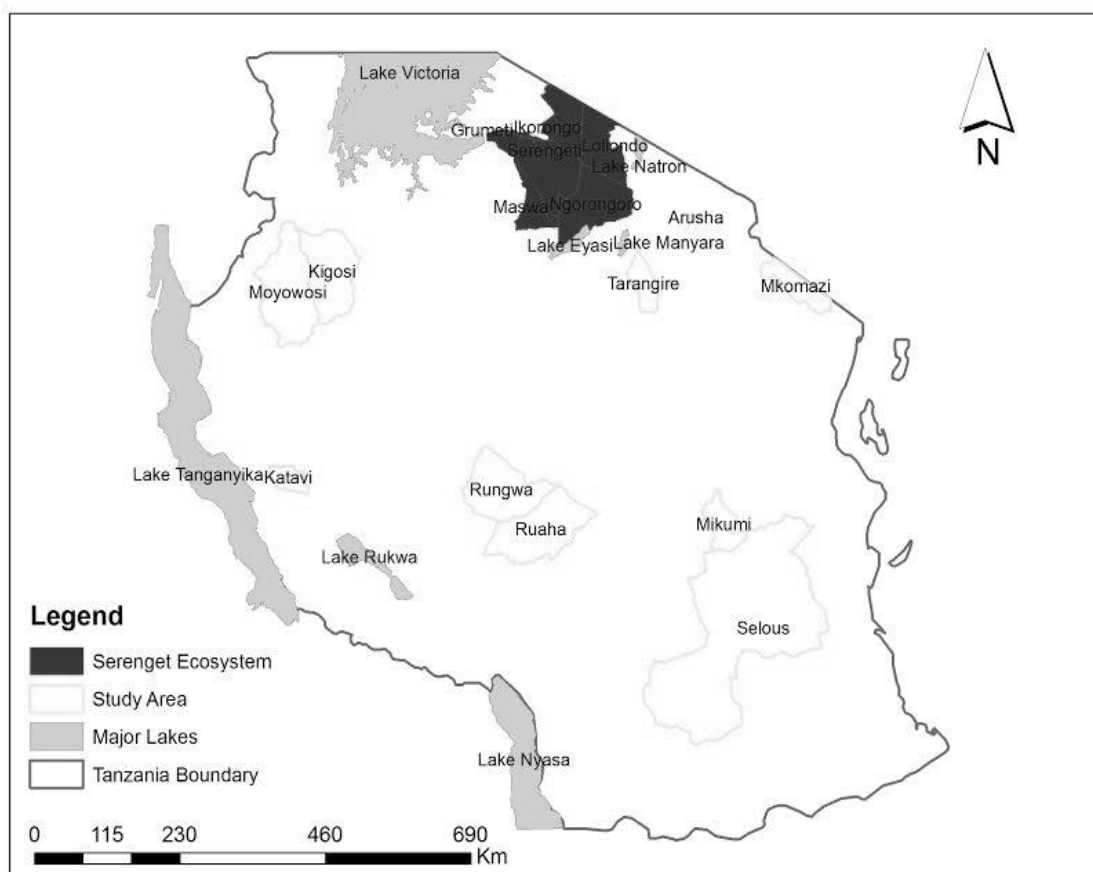 Lake Victoria
N
Grumeti
Ikorongo
Serengeti
Loliondo
Lake Natron
Maswa
Ngorongoro
Arusha
Lake Eyasi
Lake Manyara
Kigosi
Moyowosi
Tarangire
Mkomazi
Lake Tanganyika
Katavi
Rungwa
Ruaha
Mikumi
Lake Rukwa
Selous
Lake Nyasa
Legend
Serenget Ecosystem
Study Area
Major Lakes
Tanzania Boundary
0 115 230 460 690
Km